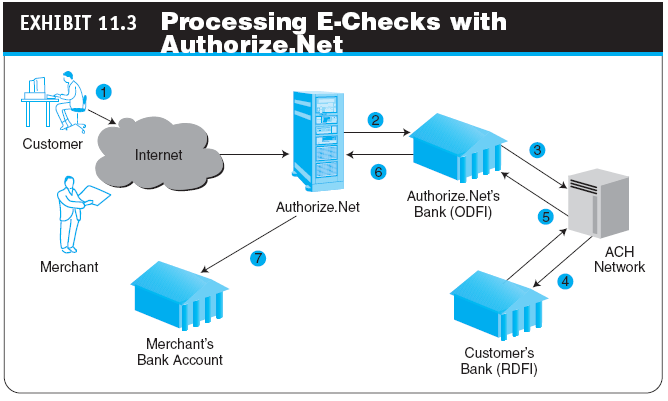 EXHIBIT 11.3 Processing E-Checks with
Authorize.Net
1
Customer
Internet
Merchant
Authorize.Net
2
6
Authorize.Net's
Bank (ODFI)
3
5
ACH
Network
4
7
Merchant's
Bank Account
Customer's
Bank (RDFI)